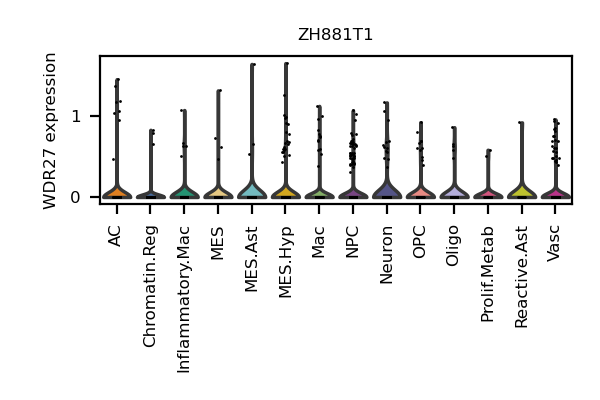 ZH881T1
WDR27 expression
1
0
AC
Chromatin.Reg
Inflammatory.Mac
MES
MES.Ast
MES.Hyp
Mac
NPC
Neuron
OPC
Oligo
Prolif.Metab
Reactive.Ast
Vasc